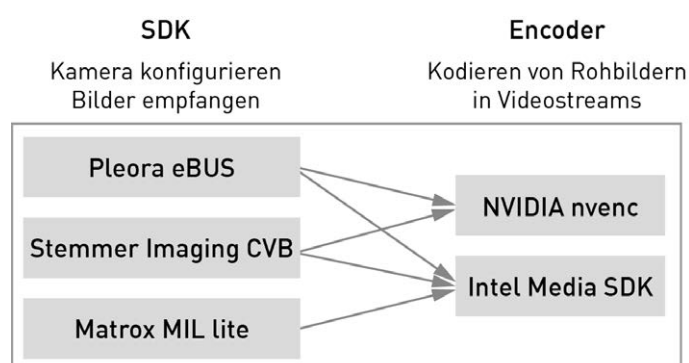 SDK
Kamera konfigurieren
Bilder empfangen
Encoder
Kodieren von Rohbildern
in Videostreams
Pleora eBUS
Stemmer Imaging CVB
Matrox MIL lite
NVIDIA nvenc
Intel Media SDK